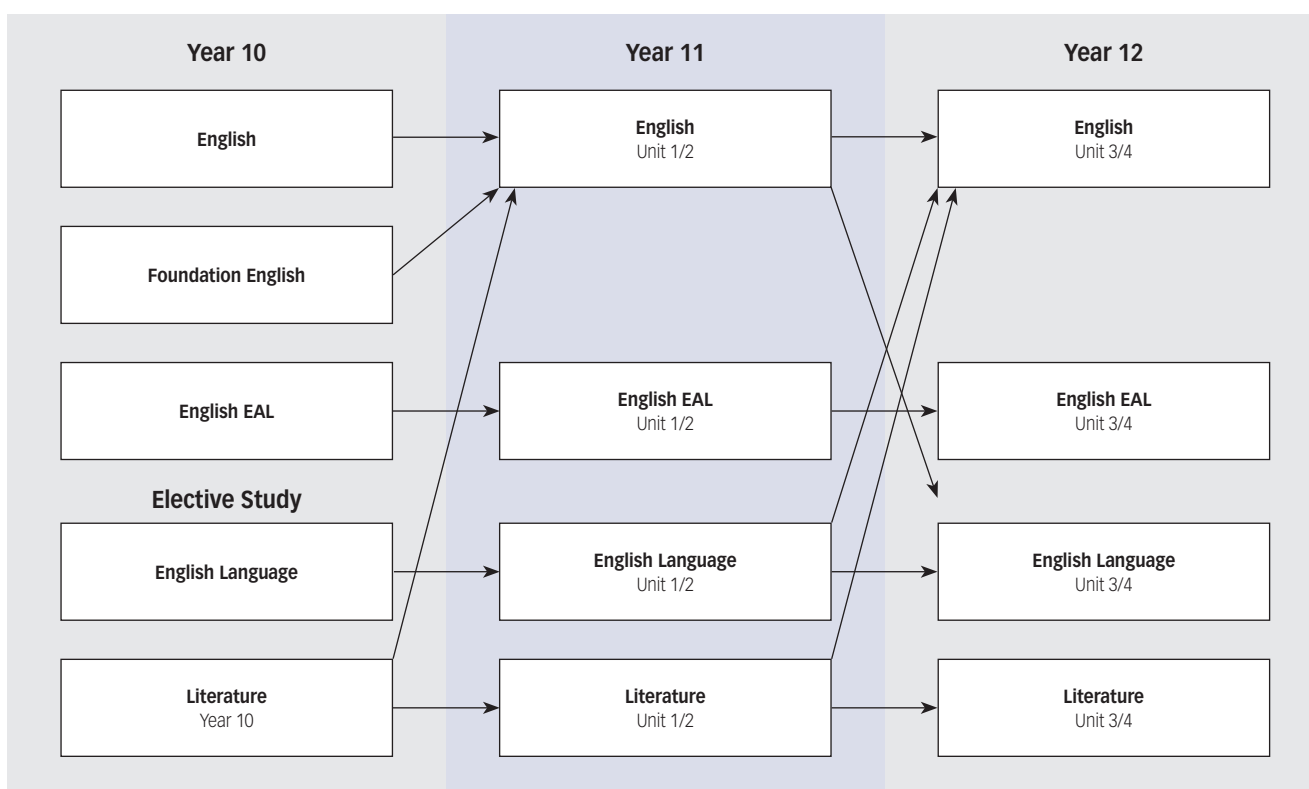 Year 10
Year 11
Year 12
English
English
Unit 1/2
English
Unit 3/4
Foundation English
English EAL
English EAL
Unit 1/2
English EAL
Unit 3/4
Elective Study
English Language
English Language
Unit 1/2
English Language
Unit 3/4
Literature
Year 10
Literature
Unit 1/2
Literature
Unit 3/4